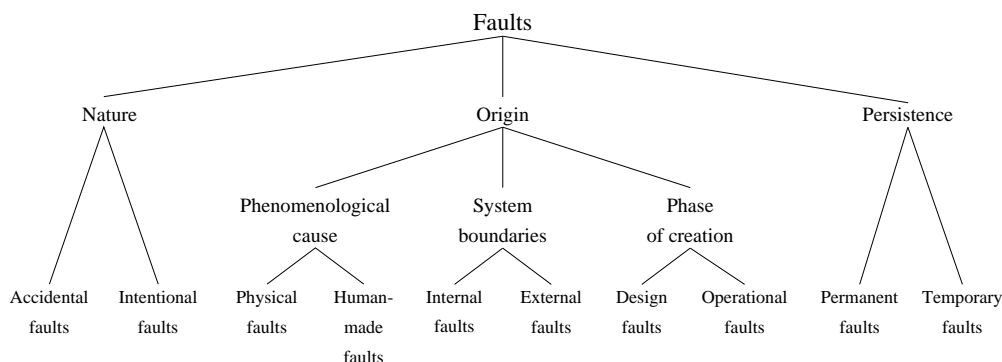 Faults
Nature
Origin
Persistence
Phenomenological
cause
System
boundaries
Phase
of creation
Accidental
faults
Intentional
faults
Physical
faults
Human-
made
faults
Internal
faults
External
faults
Design
faults
Operational
faults
Permanent
faults
Temporary
faults